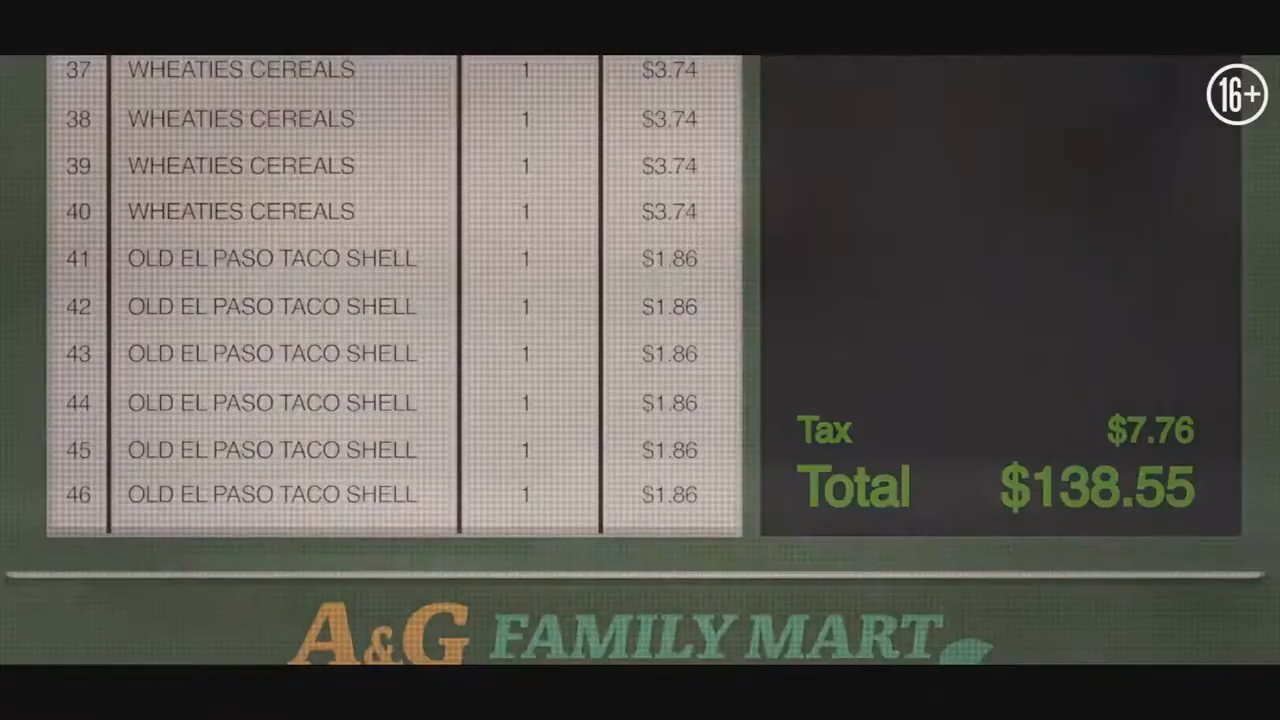 37 WHEATIES CEREALS 1 $3.74
16+
38 WHEATIES CEREALS 1 $3.74
39 WHEATIES CEREALS 1 $3.74
40 WHEATIES CEREALS 1 $3.74
41 OLD EL PASO TACO SHELL 1 $1.86
42 OLD EL PASO TACO SHELL 1 $1.86
43 OLD EL PASO TACO SHELL 1 $1.86
44 OLD EL PASO TACO SHELL 1 $1.86
45 OLD EL PASO TACO SHELL 1 $1.86
46 OLD EL PASO TACO SHELL 1 $1.86
Tax $7.76
Total $138.55
A&G FAMILY MART